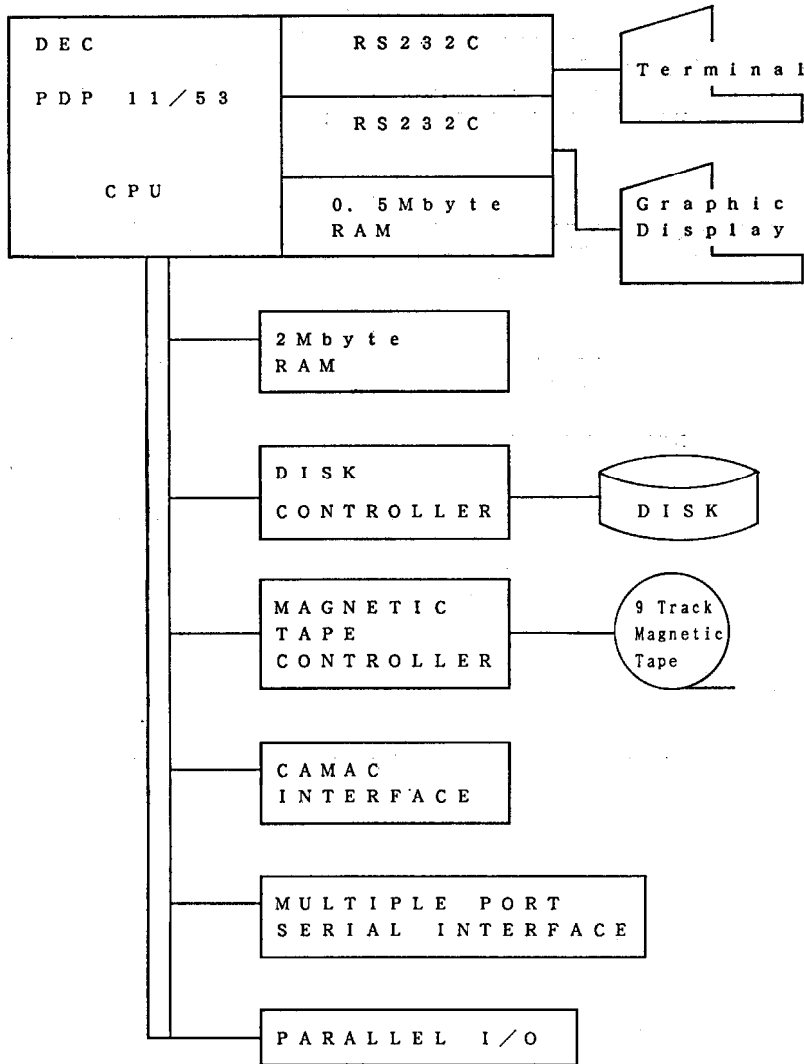 DEC
PDP 11/53
CPU
RS232C
RS232C
0.5Mbyte
RAM
Terminal
Graphic
Display
2Mbyte
RAM
DISK
CONTROLLER
DISK
MAGNETIC
TAPE
CONTROLLER
9 Track
Magnetic
Tape
CAMAC
INTERFACE
MULTIPLE PORT
SERIAL INTERFACE
PARALLEL I/O